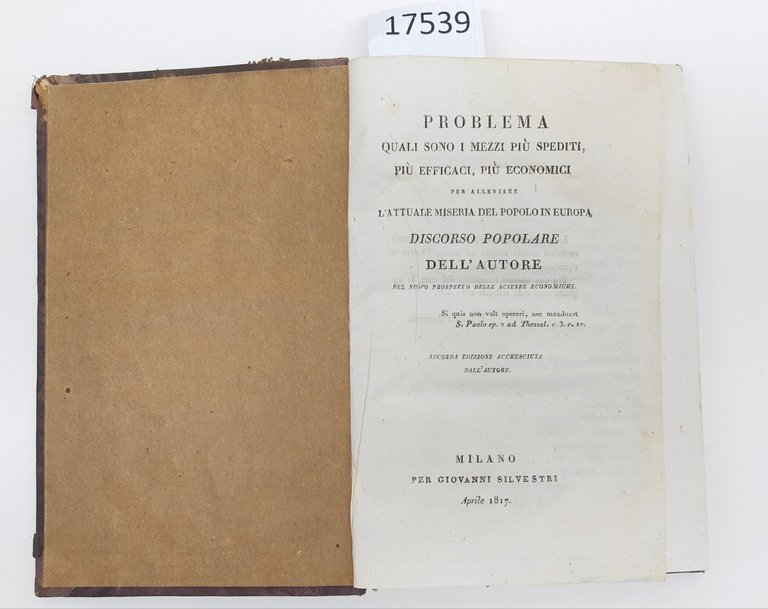 17539
PROBLEMA
QUALI SONO I MEZZI PIÙ SPEDITI,
PIÙ EFFICACI, PIÙ ECONOMICI
PER ALLEVIARE
L'ATTUALE MISERIA DEL POPOLO IN EUROPA
DISCORSO POPOLARE
DELL'AUTORE
NEL NUOVO PROSPETTO DELLE SCIENZE ECONOMICHE.
Si quis non vult operari, nec manducet
S. Paolo ep. 2 ad Thessal. c. 3. v. 10.
SECONDA EDIZIONE ACCRESCIUTA
DALL'AUTORE.
MILANO
PER GIOVANNI SILVESTRI
Aprile 1817.